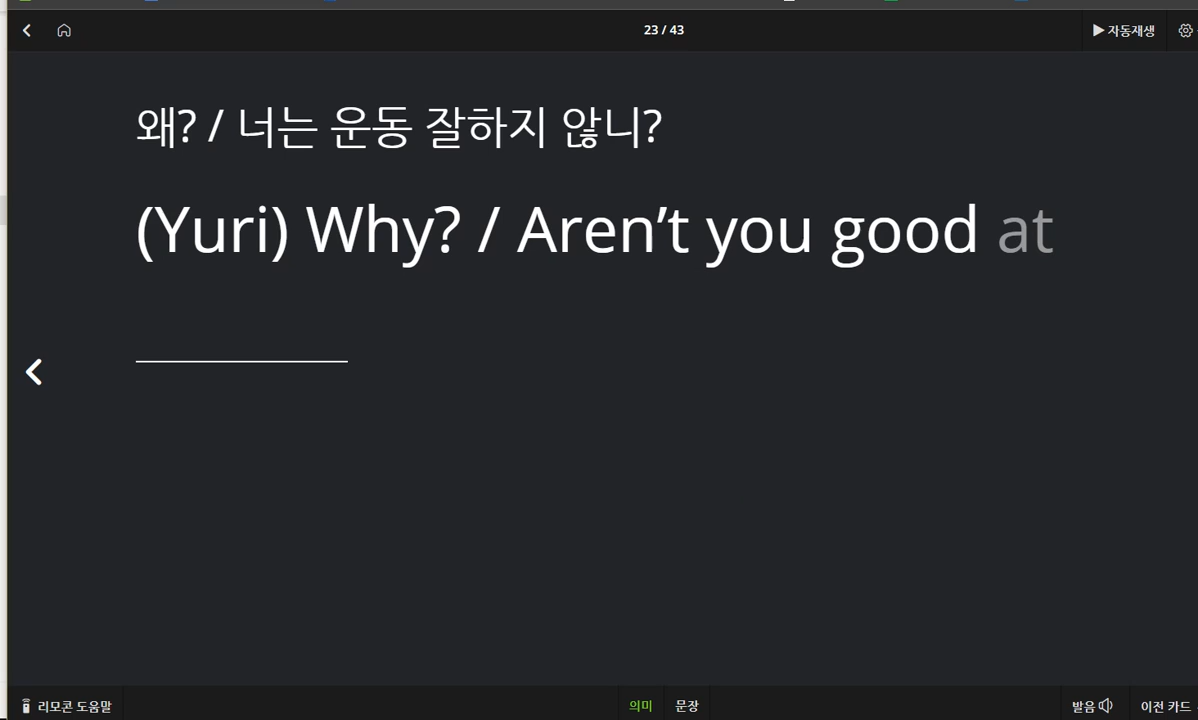 23 / 43
▶ 자동재생
왜? / 너는 운동 잘하지 않니?
(Yuri) Why? / Aren’t you good at
리모콘 도움말
의미
문장
발음
이전 카드